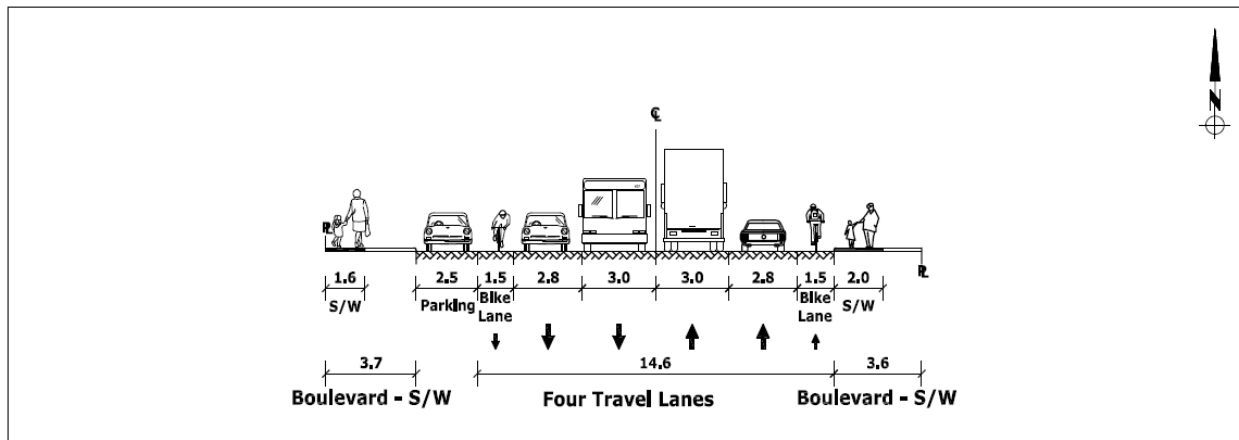 N
℄
℄
1.6
2.5
1.5
2.8
3.0
3.0
2.8
1.5
2.0
S/W
Parking
Bike
Lane
Bike
Lane
S/W
3.7
14.6
3.6
Boulevard - S/W
Four Travel Lanes
Boulevard - S/W